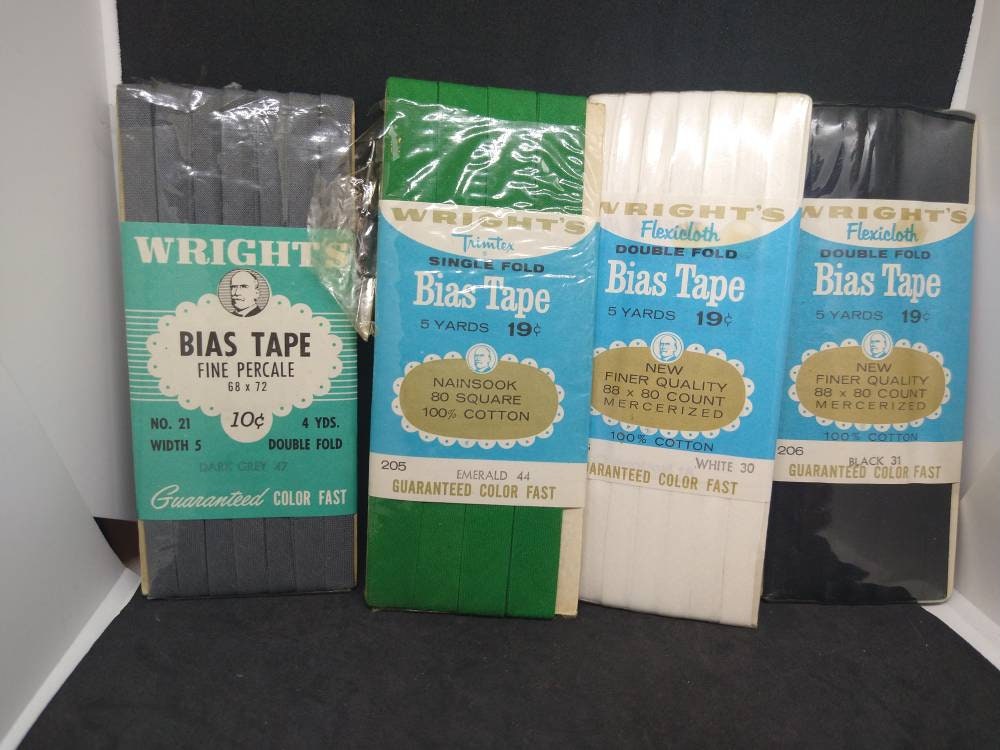 WRIGHT'S
BIAS TAPE
FINE PERCALE
68 x 72
10¢
NO. 21
4 YDS.
WIDTH 5
DOUBLE FOLD
DARK GREY 47
Guaranteed COLOR FAST
WRIGHT'S
Trimtex
SINGLE FOLD
Bias Tape
5 YARDS 19¢
NAINSOOK
80 SQUARE
100% COTTON
205
EMERALD 44
GUARANTEED COLOR FAST
WRIGHT'S
Flexicloth
DOUBLE FOLD
Bias Tape
5 YARDS 19¢
NEW
FINER QUALITY
88 x 80 COUNT
MERCERIZED
100% COTTON
WHITE 30
ARANTEED COLOR FAST
WRIGHT'S
Flexicloth
DOUBLE FOLD
Bias Tape
5 YARDS 19¢
NEW
FINER QUALITY
88 x 80 COUNT
MERCERIZED
100% COTTON
206
BLACK 31
GUARANTEED COLOR FAST